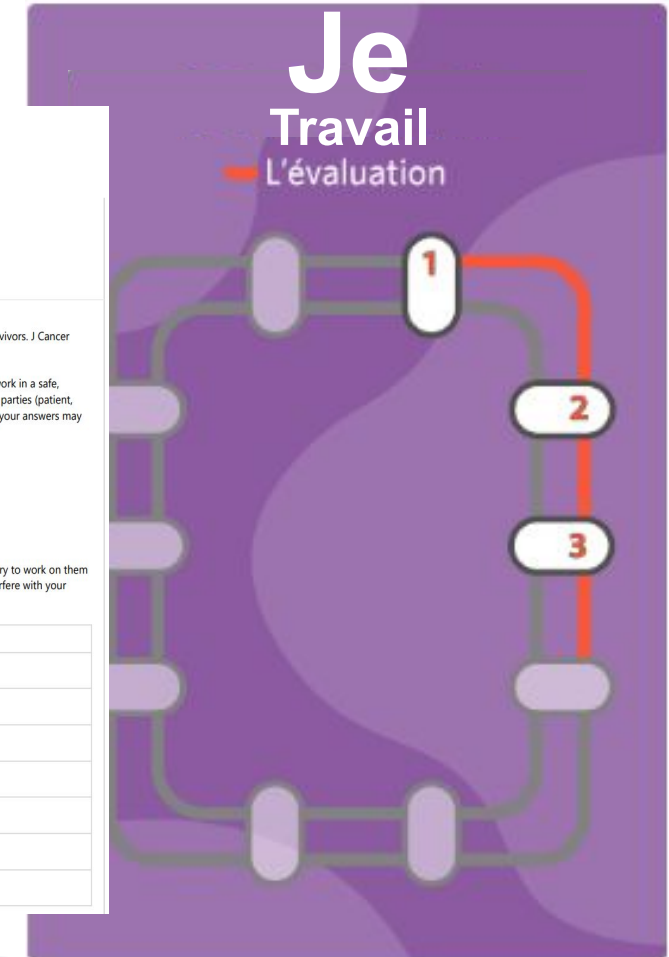 Je
Travail
L'évaluation
1
2
3
vivors. J Cancer
ork in a safe,
parties (patient,
your answers may
ry to work on them
rfere with your